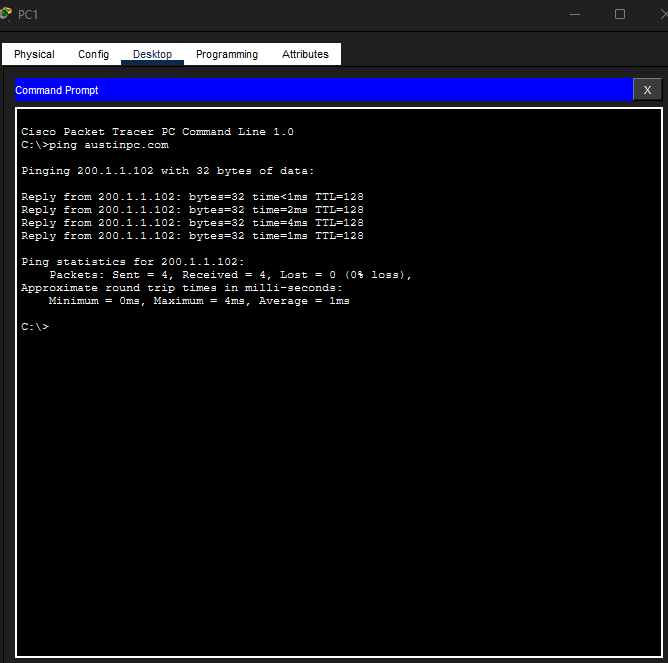 PC1
Physical Config Desktop Programming Attributes
Command Prompt X
Cisco Packet Tracer PC Command Line 1.0
C:\>ping austinpc.com
Pinging 200.1.1.102 with 32 bytes of data:
Reply from 200.1.1.102: bytes=32 time<1ms TTL=128
Reply from 200.1.1.102: bytes=32 time=2ms TTL=128
Reply from 200.1.1.102: bytes=32 time=4ms TTL=128
Reply from 200.1.1.102: bytes=32 time=1ms TTL=128
Ping statistics for 200.1.1.102:
    Packets: Sent = 4, Received = 4, Lost = 0 (0% loss),
Approximate round trip times in milli-seconds:
    Minimum = 0ms, Maximum = 4ms, Average = 1ms
C:\>